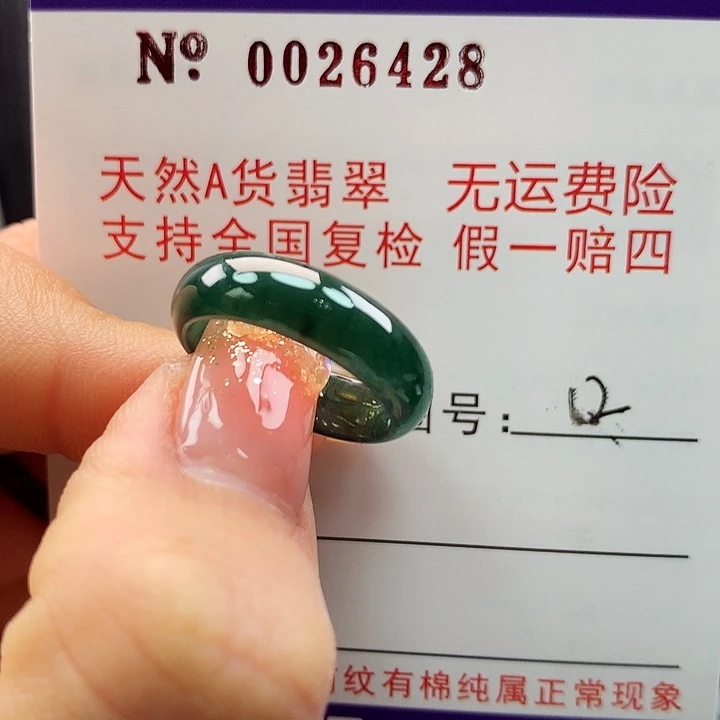 Nº 0026428
天然A货翡翠 无运费险
支持全国复检 假一赔四
号:
纹有棉纯属正常现象